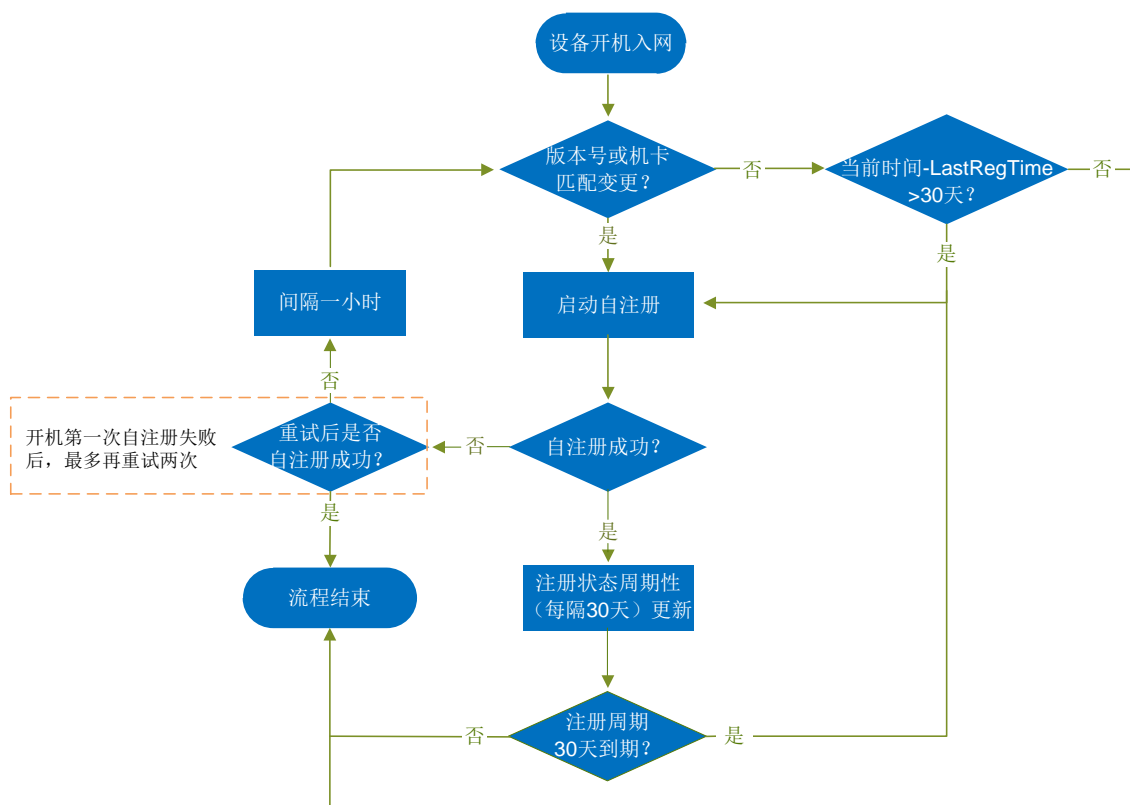 设备开机入网
版本号或机卡
匹配变更?
否
当前时间-LastRegTime
>30天?
否
是
是
间隔一小时
启动自注册
否
开机第一次自注册失败
后，最多再重试两次
重试后是否
自注册成功?
否
自注册成功?
是
是
流程结束
注册状态周期性
（每隔30天）更新
否
注册周期
30天到期?
是